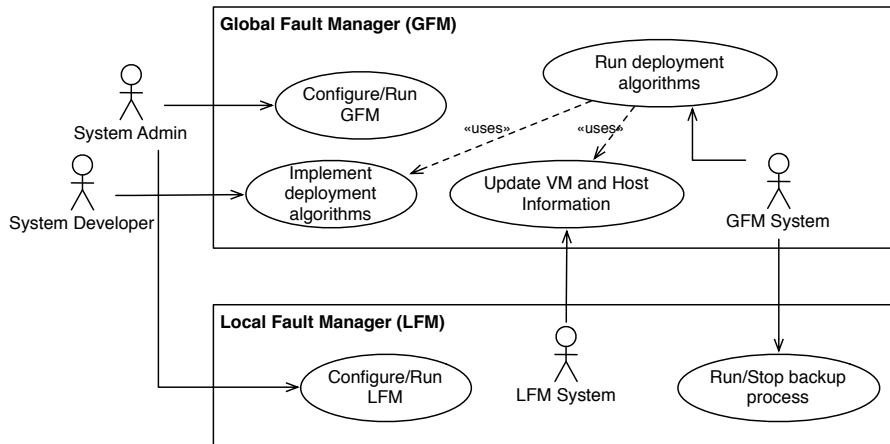 Global Fault Manager (GFM)
Run deployment
algorithms
Configure/Run
GFM
System Admin
«uses»
«uses»
Implement
deployment
algorithms
Update VM and Host
Information
System Developer
GFM System
Local Fault Manager (LFM)
Configure/Run
LFM
LFM System
Run/Stop backup
process